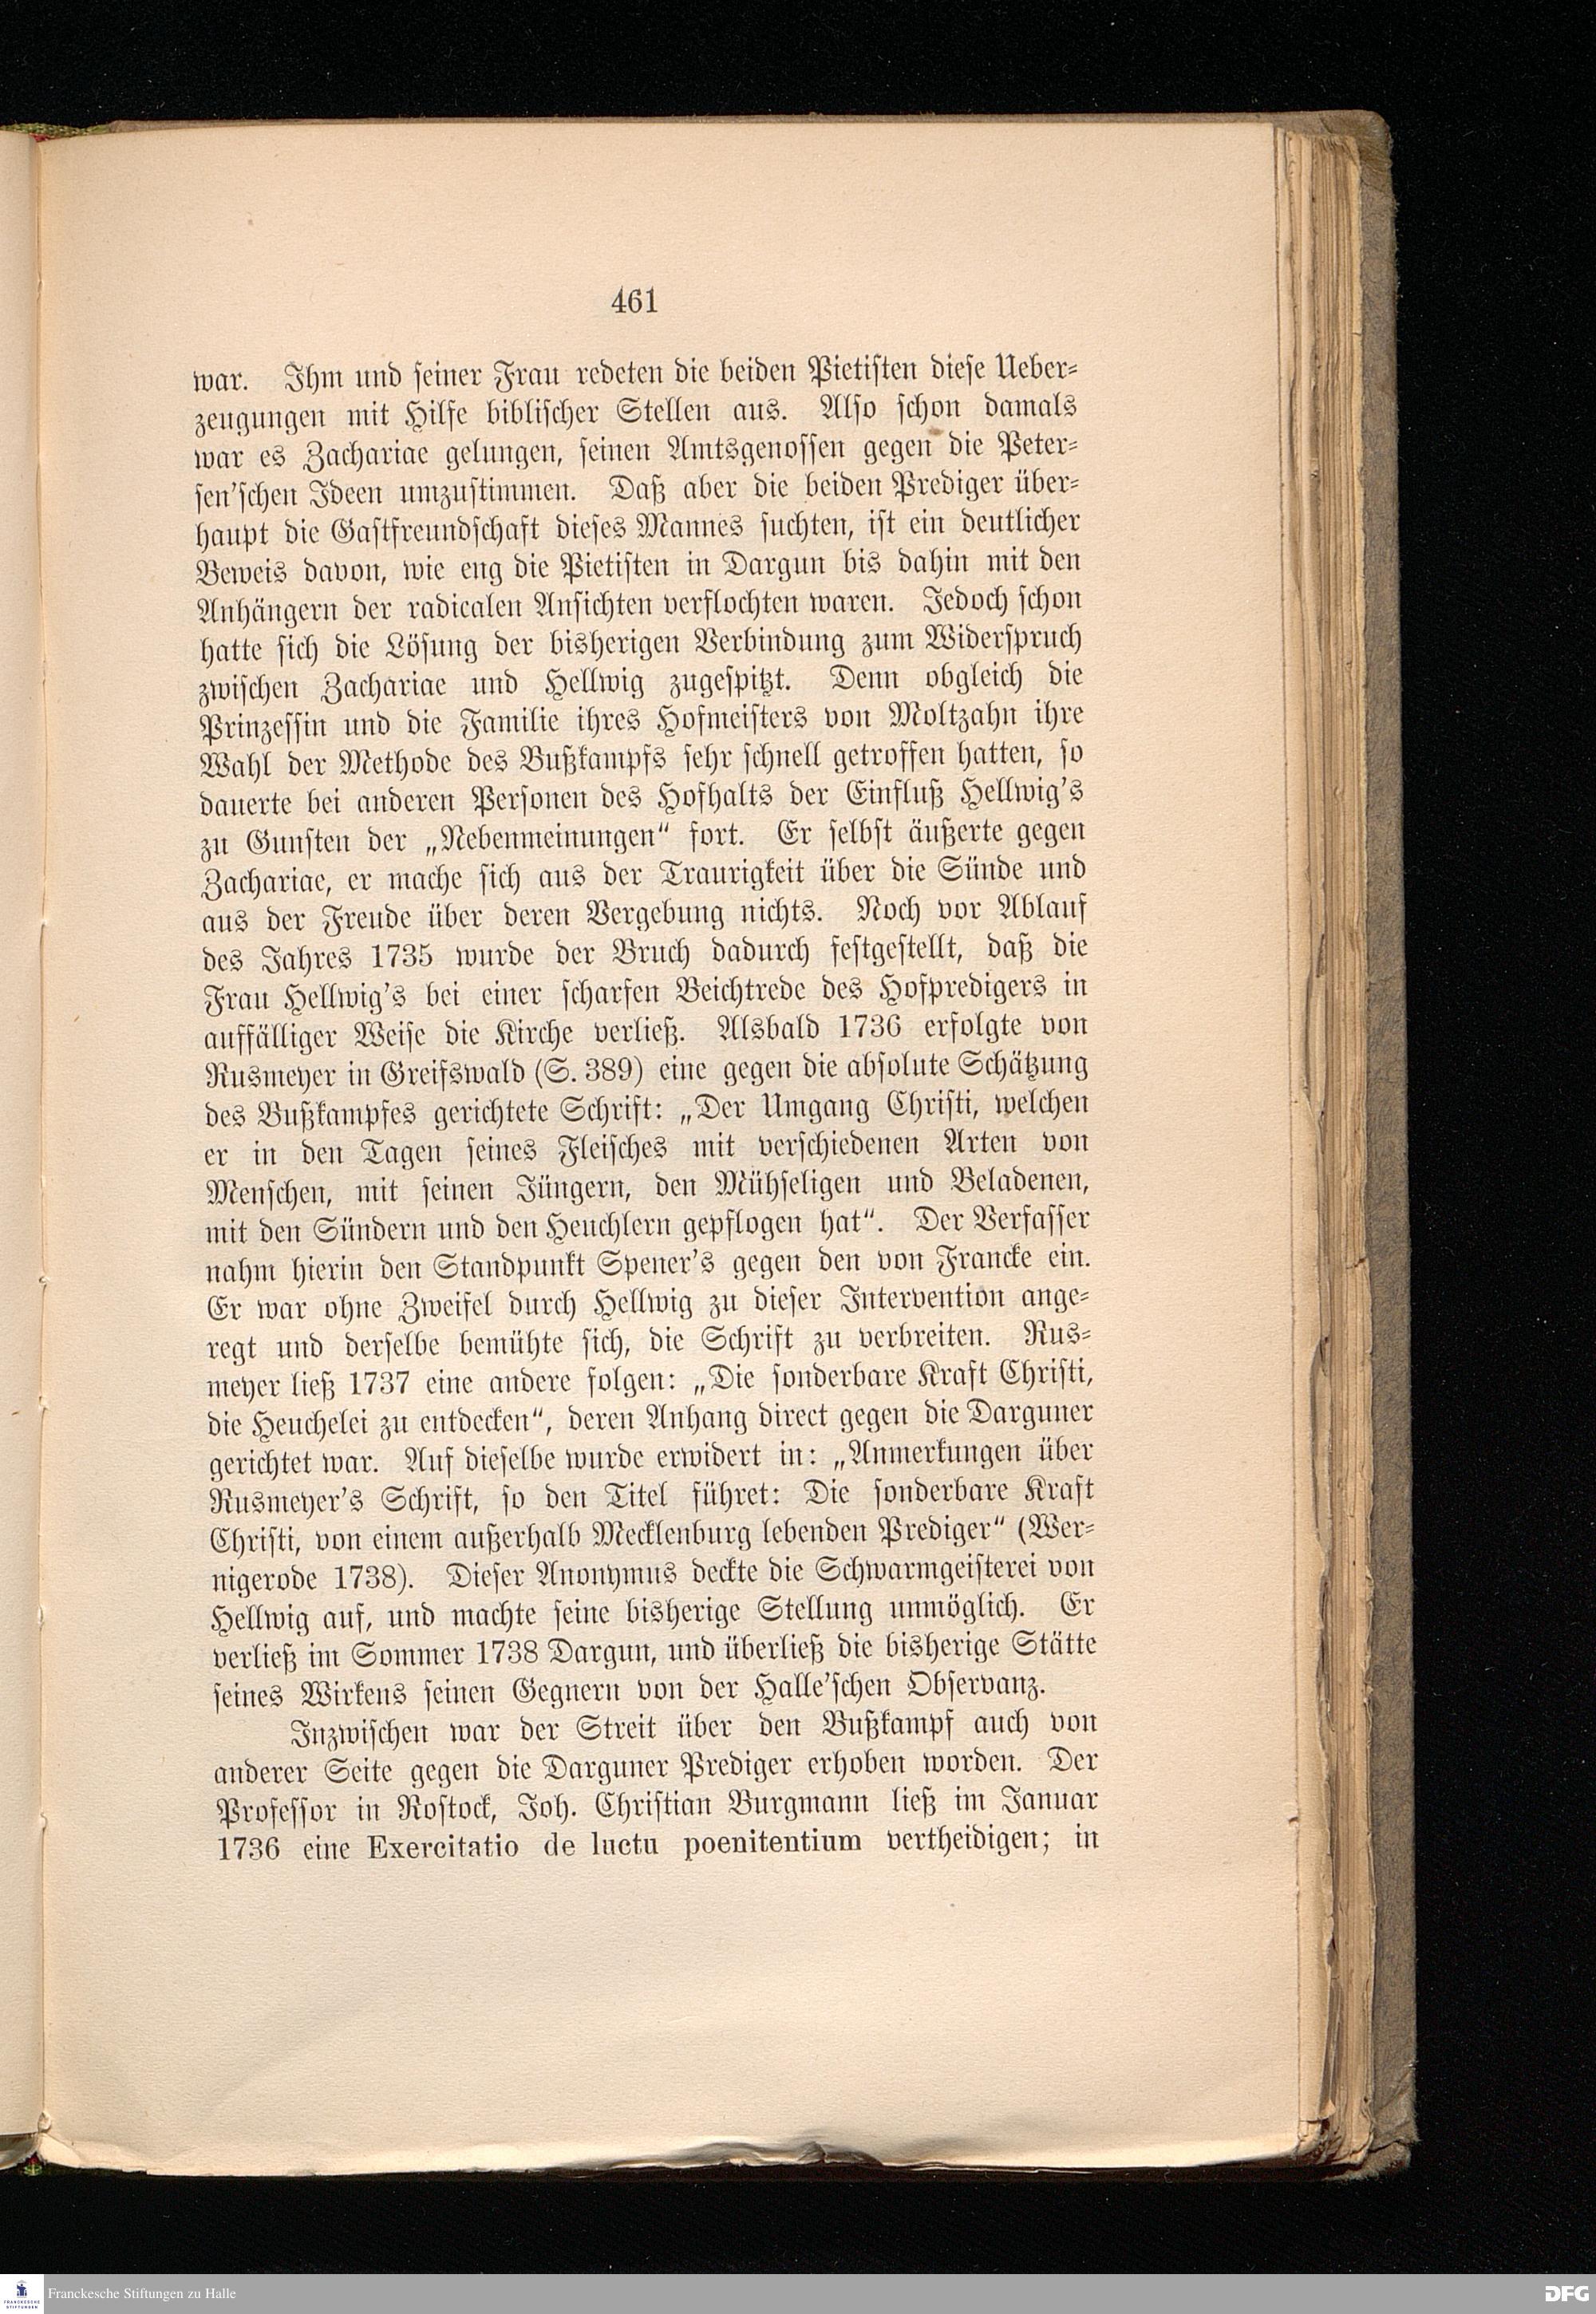 461
war. Ihm und seiner Frau redeten die beiden Pietisten diese Ueber-
zeugungen mit Hilfe biblischer Stellen aus. Also schon damals
war es Zachariae gelungen, seinen Amtsgenossen gegen die Peter-
sen'schen Ideen umzustimmen. Daß aber die beiden Prediger über-
haupt die Gastfreundschaft dieses Mannes suchten, ist ein deutlicher
Beweis davon, wie eng die Pietisten in Dargun bis dahin mit den
Anhängern der radicalen Ansichten verflochten waren. Jedoch schon
hatte sich die Lösung der bisherigen Verbindung zum Widerspruch
zwischen Zachariae und Hellwig zugespitzt. Denn obgleich die
Prinzessin und die Familie ihres Hofmeisters von Moltzahn ihre
Wahl der Methode des Bußkampfs sehr schnell getroffen hatten, so
dauerte bei anderen Personen des Hofhalts der Einfluß Hellwig's
zu Gunsten der „Nebenmeinungen“ fort. Er selbst äußerte gegen
Zachariae, er mache sich aus der Traurigkeit über die Sünde und
aus der Freude über deren Vergebung nichts. Noch vor Ablauf
des Jahres 1735 wurde der Bruch dadurch festgestellt, daß die
Frau Hellwig's bei einer scharfen Beichtrede des Hofpredigers in
auffälliger Weise die Kirche verließ. Alsbald 1736 erfolgte von
Rusmeyer in Greifswald (S. 389) eine gegen die absolute Schätzung
des Bußkampfes gerichtete Schrift: „Der Umgang Christi, welchen
er in den Tagen seines Fleisches mit verschiedenen Arten von
Menschen, mit seinen Jüngern, den Mühseligen und Beladenen,
mit den Sündern und den Heuchlern gepflogen hat“. Der Verfasser
nahm hierin den Standpunkt Spener's gegen den von Francke ein.
Er war ohne Zweifel durch Hellwig zu dieser Intervention ange-
regt und derselbe bemühte sich, die Schrift zu verbreiten. Rus-
meyer ließ 1737 eine andere folgen: „Die sonderbare Kraft Christi,
die Heuchelei zu entdecken“, deren Anhang direct gegen die Darguner
gerichtet war. Auf dieselbe wurde erwidert in: „Anmerkungen über
Rusmeyer's Schrift, so den Titel führet: Die sonderbare Kraft
Christi, von einem außerhalb Mecklenburg lebenden Prediger“ (Wer-
nigerode 1738). Dieser Anonymus deckte die Schwarmgeisterei von
Hellwig auf, und machte seine bisherige Stellung unmöglich. Er
verließ im Sommer 1738 Dargun, und überließ die bisherige Stätte
seines Wirkens seinen Gegnern von der Halle'schen Observanz.
Inzwischen war der Streit über den Bußkampf auch von
anderer Seite gegen die Darguner Prediger erhoben worden. Der
Professor in Rostock, Joh. Christian Burgmann ließ im Januar
1736 eine Exercitatio de luctu poenitentium vertheidigen; in
FRANCKESCHE
STIFTUNGEN
Franckesche Stiftungen zu Halle
DFG